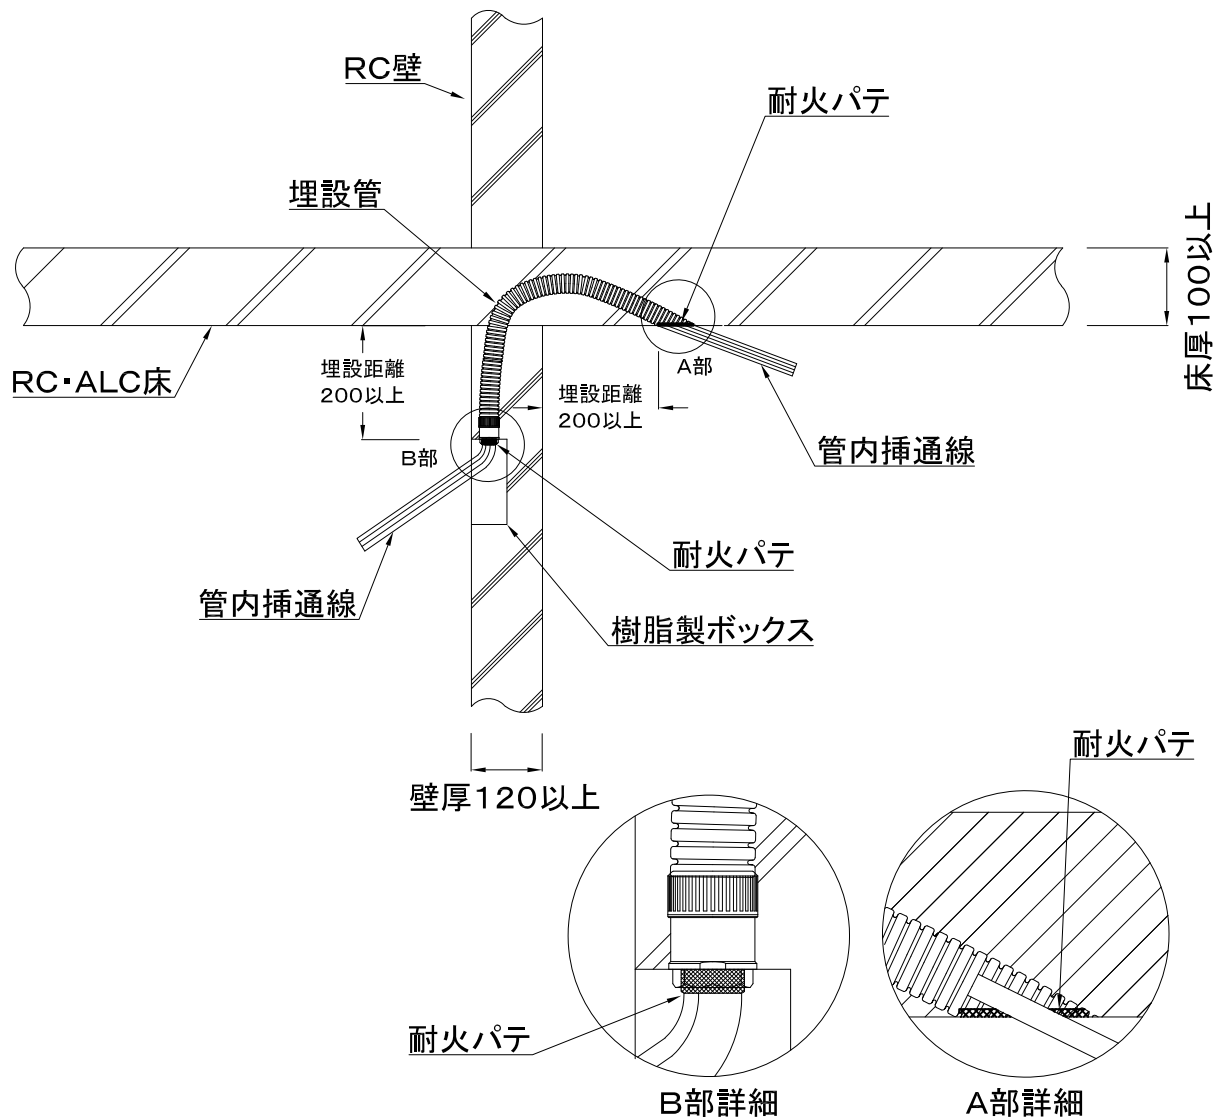 RC壁
耐火パテ
埋設管
床厚100以上
RC・ALC床
埋設距離
200以上
A部
埋設距離
200以上
管内挿通線
B部
耐火パテ
管内挿通線
樹脂製ボックス
耐火パテ
壁厚120以上
耐火パテ
B部詳細
A部詳細